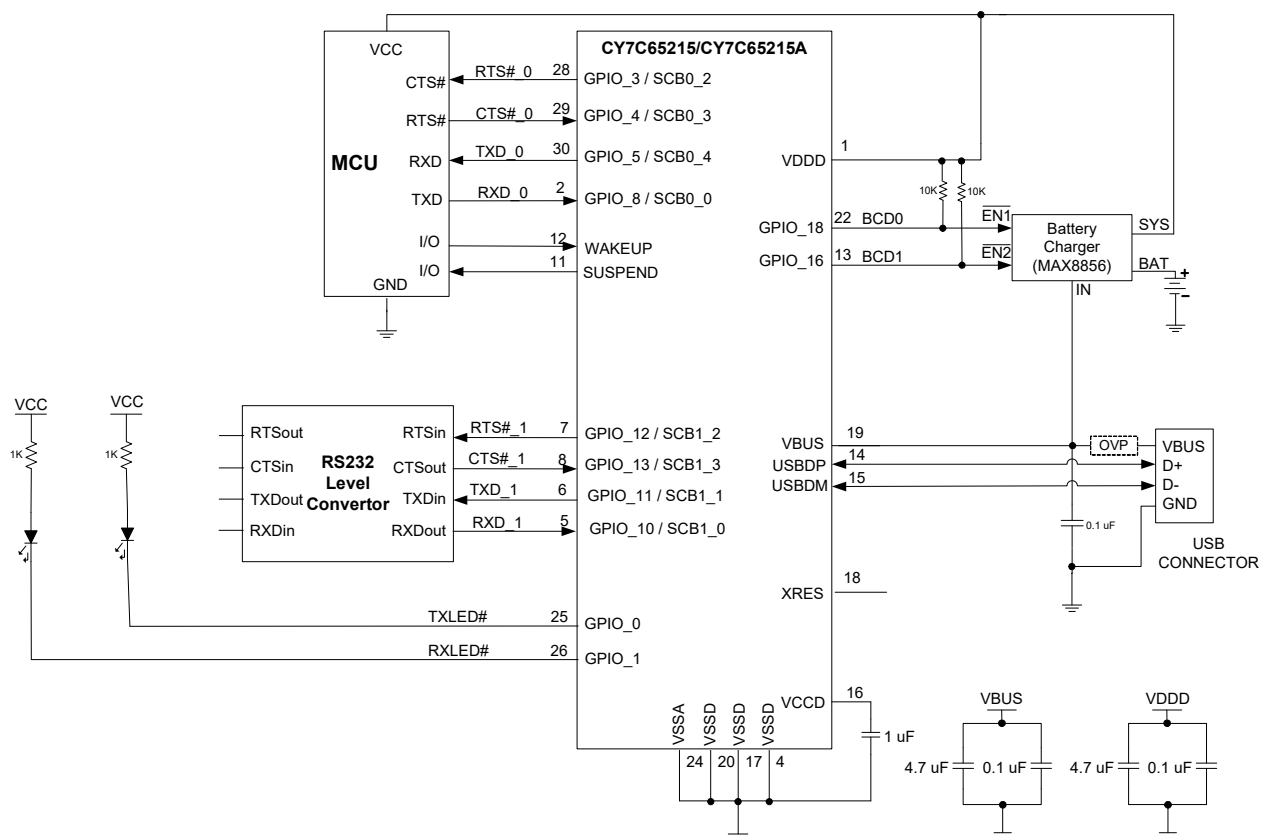 VCC
CTS#
RTS#
MCU
RXD
TXD
I/O
I/O
GND
RTS#_0
28
CTS#_0
29
TXD_0
30
RXD_0
2
12
11
CY7C65215/CY7C65215A
GPIO_3 / SCB0_2
GPIO_4 / SCB0_3
GPIO_5 / SCB0_4
GPIO_8 / SCB0_0
WAKEUP
SUSPEND
VDDD
1
10K
10K
GPIO_18
22
BCD0
EN1
GPIO_16
13
BCD1
EN2
Battery
Charger
(MAX8856)
SYS
BAT
+
-
IN
VCC
VCC
1K
1K
RTSout
CTSin
TXDout
RXDin
RS232
Level
Convertor
RTSin
CTSout
TXDin
RXDout
RTS#_1
7
CTS#_1
8
TXD_1
6
RXD_1
5
GPIO_12 / SCB1_2
GPIO_13 / SCB1_3
GPIO_11 / SCB1_1
GPIO_10 / SCB1_0
VBUS
19
USBDP
14
USBDM
15
OVP
VBUS
D+
D-
GND
0.1 uF
USB
CONNECTOR
XRES
18
TXLED#
25
GPIO_0
RXLED#
26
GPIO_1
VCCD
16
1 uF
VSSA
VSSD
VSSD
VSSD
24
20
17
4
VBUS
4.7 uF
0.1 uF
VDDD
4.7 uF
0.1 uF